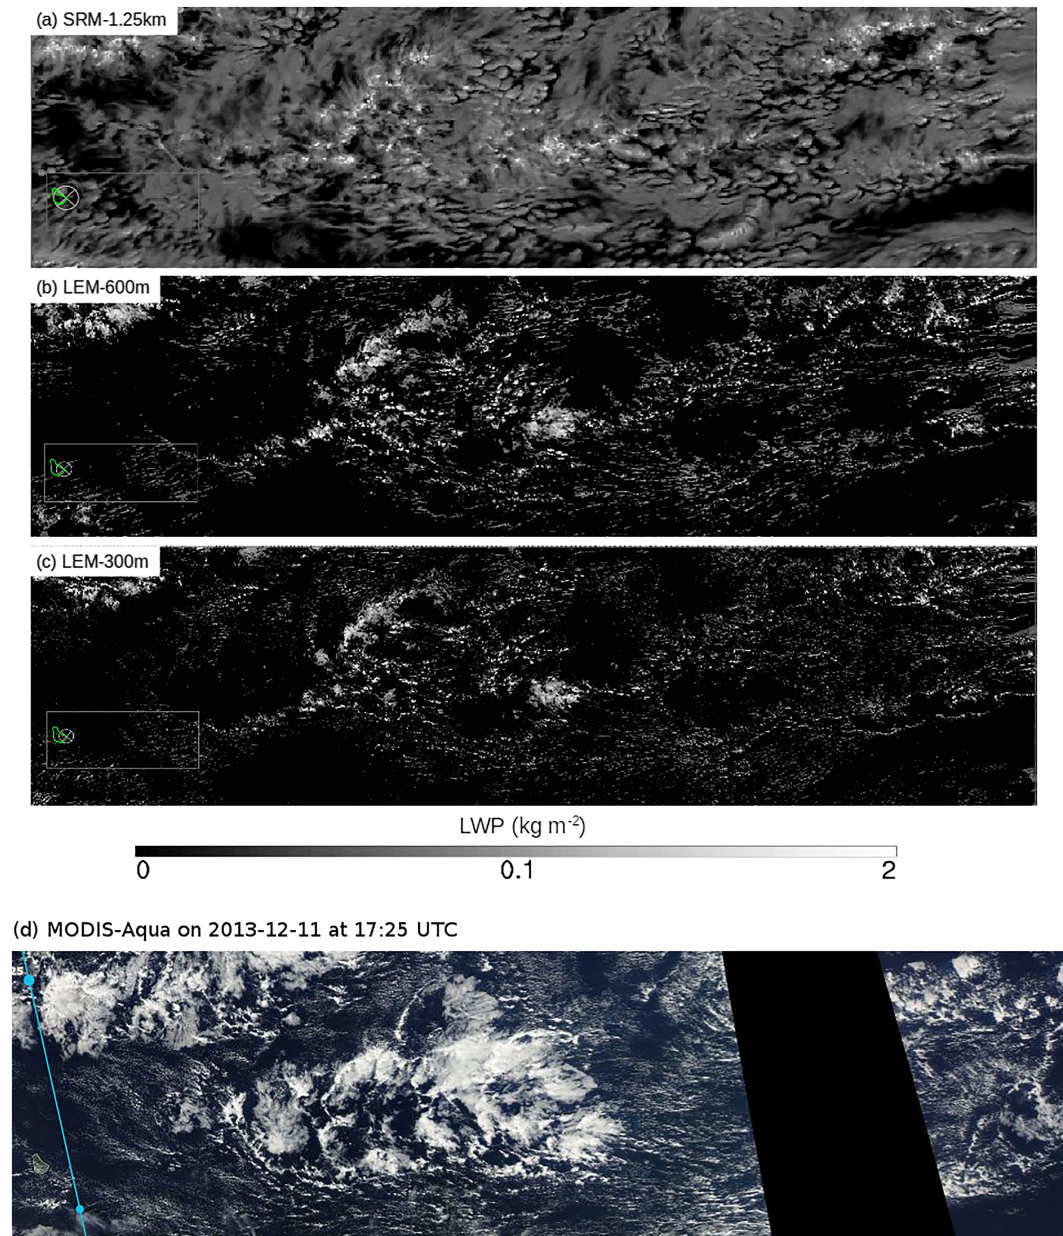 (a) SRM-1.25km
(b) LEM-600m
(c) LEM-300m
LWP (kg m⁻²)
0 0.1 2
(d) MODIS-Aqua on 2013-12-11 at 17:25 UTC
25